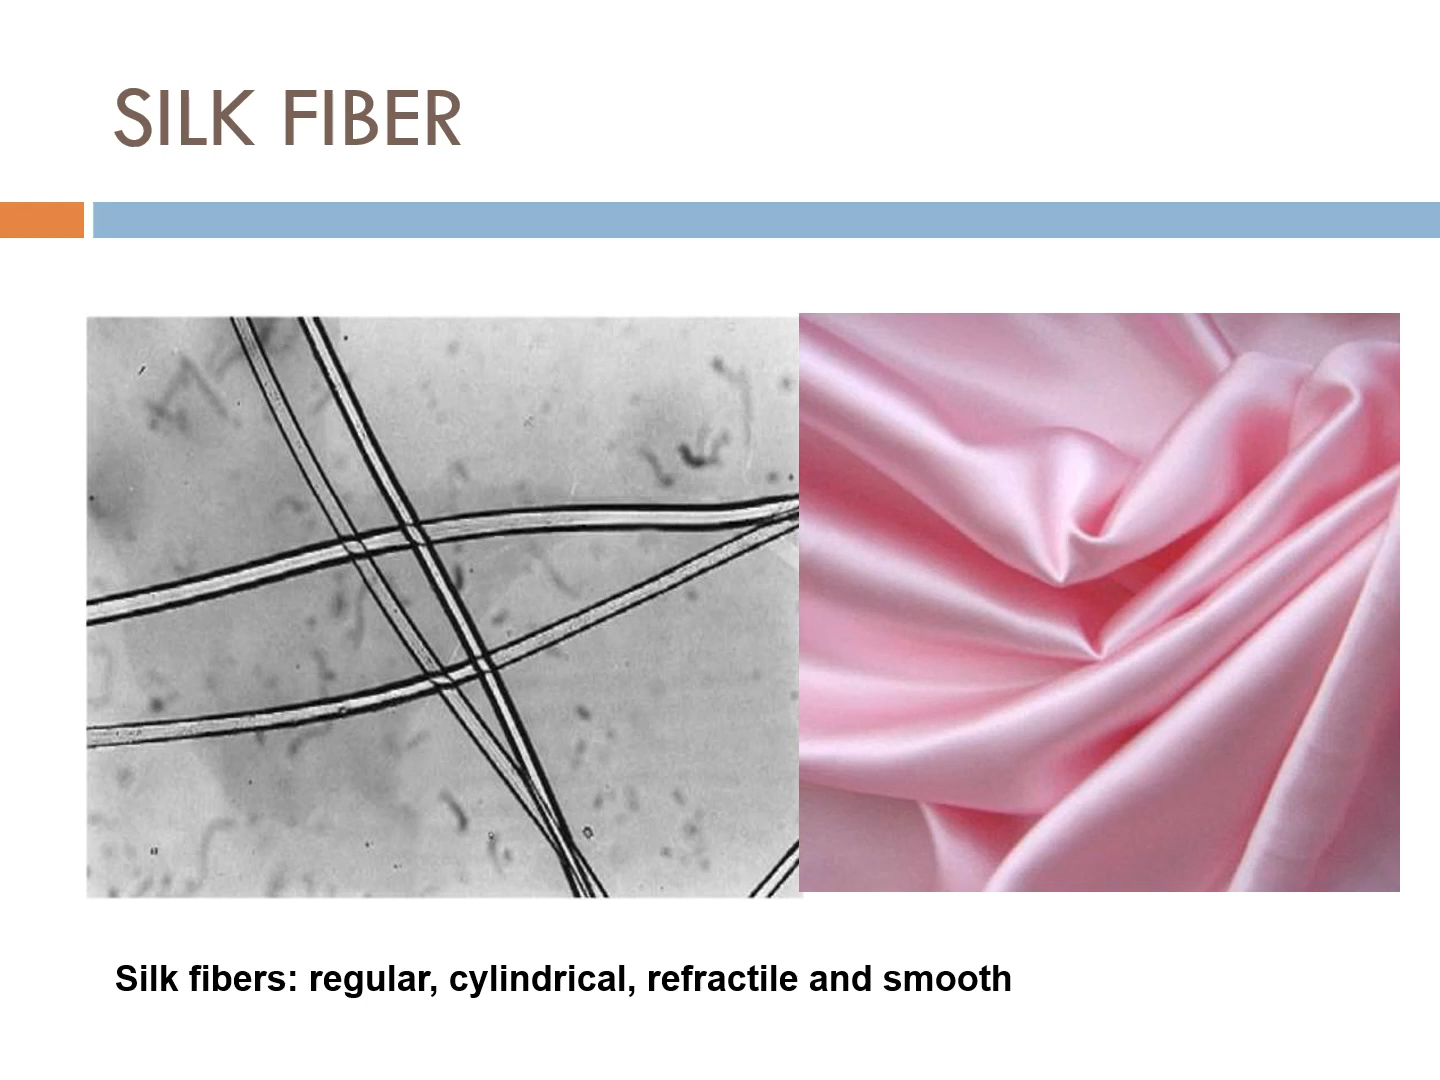 SILK FIBER
Silk fibers: regular, cylindrical, refractile and smooth